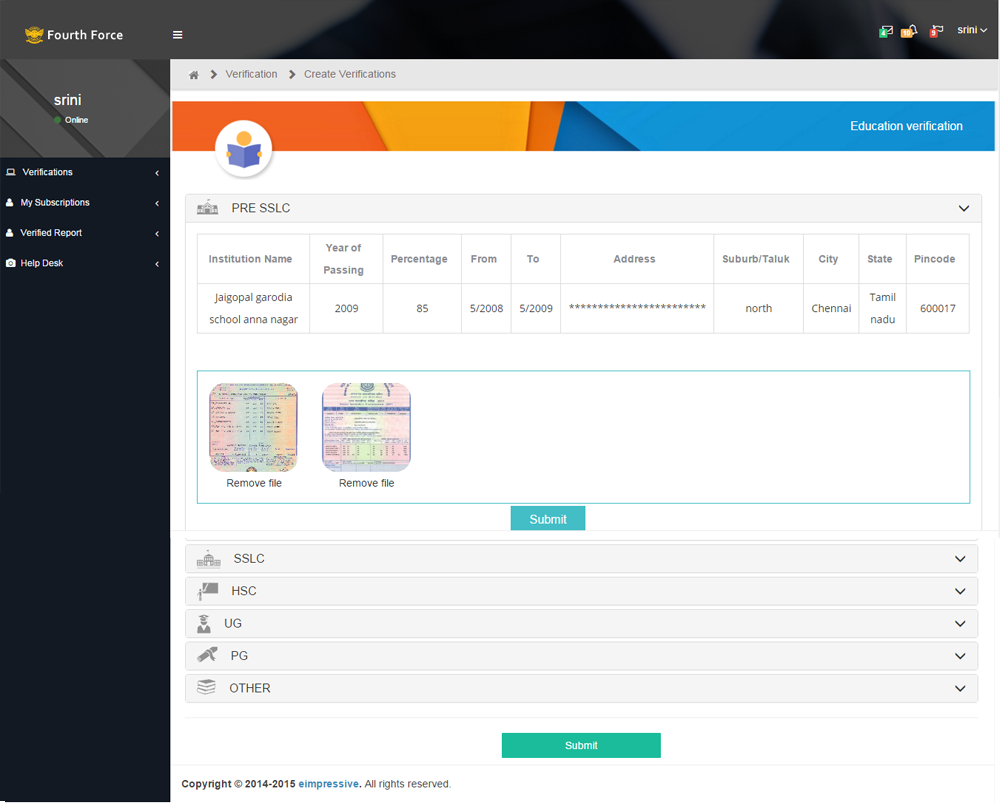 Fourth Force
4
10
9
srini
srini
Online
Verification
Create Verifications
Education verification
Verifications
My Subscriptions
Verified Report
Help Desk
PRE SSLC
Institution Name
Year of
Passing
Percentage
From
To
Address
Suburb/Taluk
City
State
Pincode
Jaigopal garodia
school anna nagar
2009
85
5/2008
5/2009
************************
north
Chennai
Tamil
nadu
600017
Remove file
Remove file
Submit
SSLC
HSC
UG
PG
OTHER
Submit
Copyright © 2014-2015 eimpressive. All rights reserved.